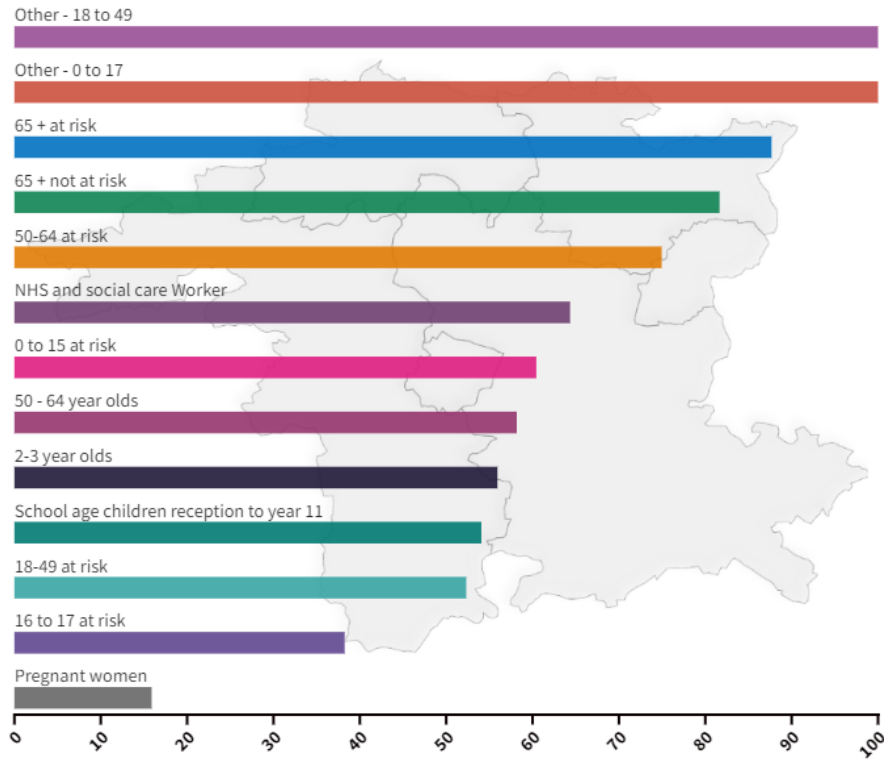 Other - 18 to 49
Other - 0 to 17
65 + at risk
65 + not at risk
50-64 at risk
NHS and social care Worker
0 to 15 at risk
50 - 64 year olds
2-3 year olds
School age children reception to year 11
18-49 at risk
16 to 17 at risk
Pregnant women
0 10 20 30 40 50 60 70 80 90 100